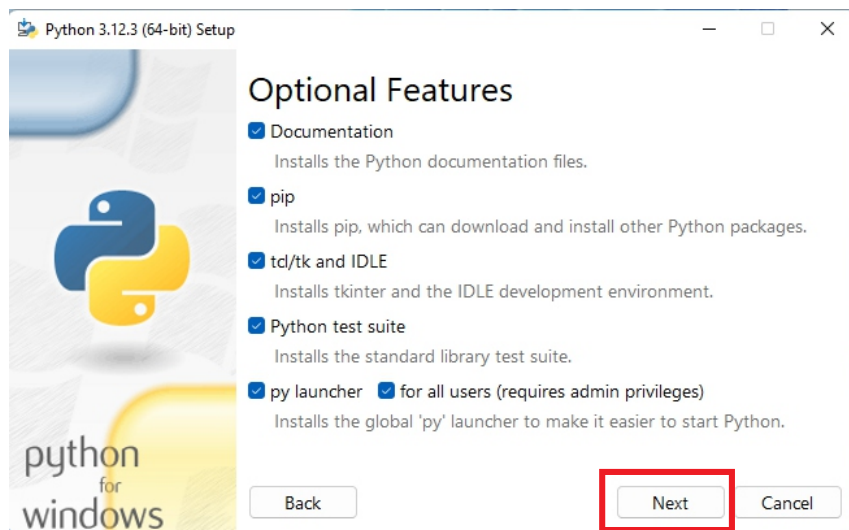 Python 3.12.3 (64-bit) Setup
Optional Features
Documentation
Installs the Python documentation files.
pip
Installs pip, which can download and install other Python packages.
tcl/tk and IDLE
Installs tkinter and the IDLE development environment.
Python test suite
Installs the standard library test suite.
py launcher for all users (requires admin privileges)
Installs the global 'py' launcher to make it easier to start Python.
python
for
windows
Back Next Cancel